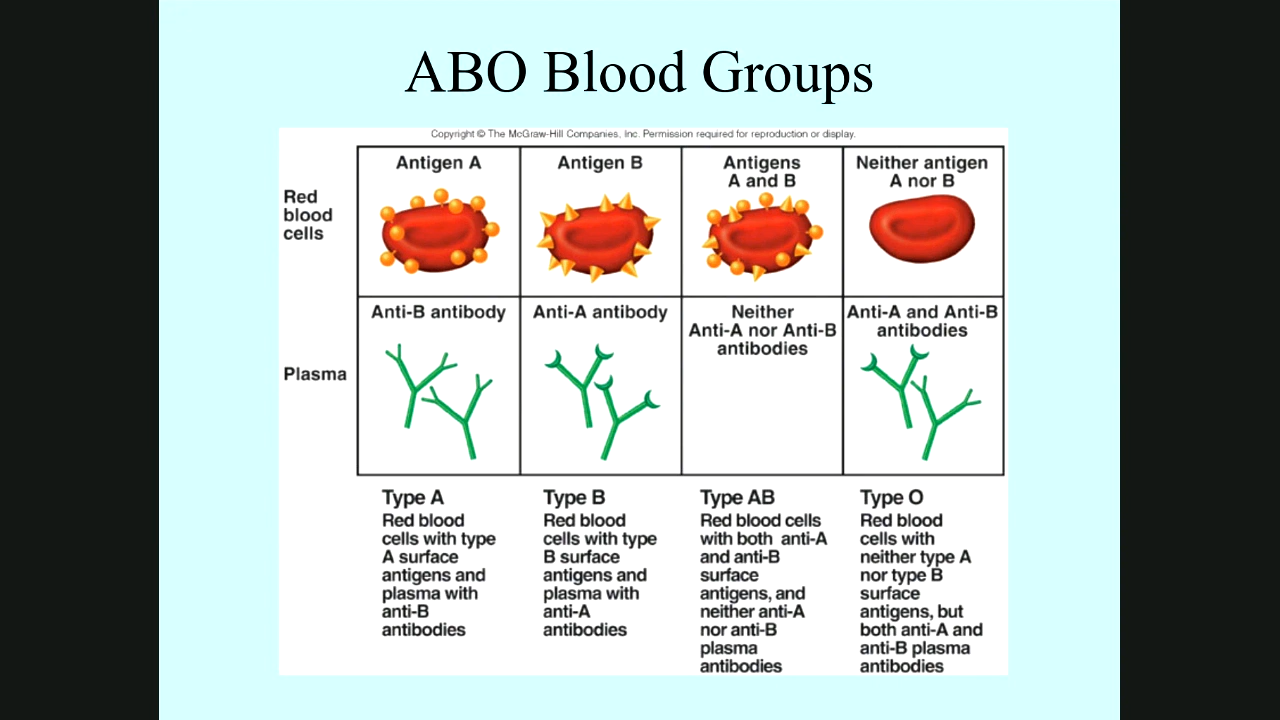 ABO Blood Groups
Copyright © The McGraw-Hill Companies, Inc. Permission required for reproduction or display.
Antigen A
Antigen B
Antigens
A and B
Neither antigen
A nor B
Red
blood
cells
Anti-B antibody
Anti-A antibody
Neither
Anti-A nor Anti-B
antibodies
Anti-A and Anti-B
antibodies
Plasma
Type A
Red blood
cells with type
A surface
antigens and
plasma with
anti-B
antibodies
Type B
Red blood
cells with type
B surface
antigens and
plasma with
anti-A
antibodies
Type AB
Red blood cells
with both anti-A
and anti-B
surface
antigens, and
neither anti-A
nor anti-B
plasma
antibodies
Type O
Red blood
cells with
neither type A
nor type B
surface
antigens, but
both anti-A and
anti-B plasma
antibodies